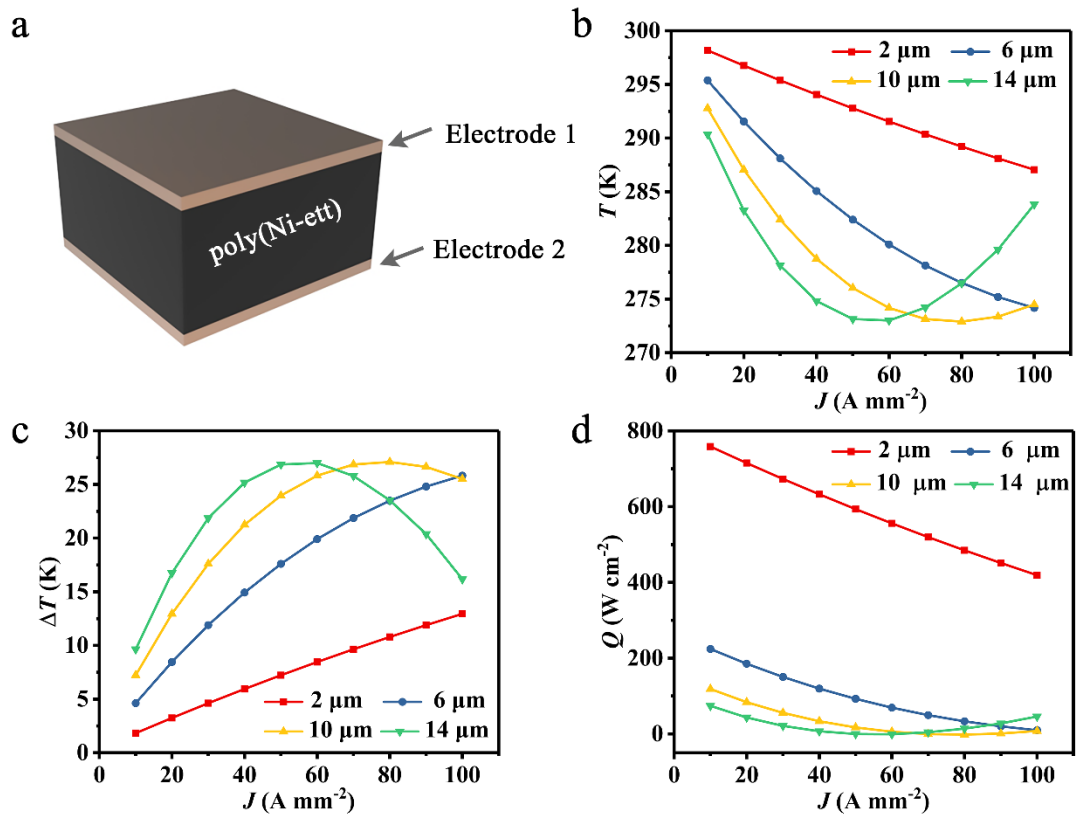 a
Electrode 1
poly(Ni-ett)
Electrode 2
b
300
295
290
285
280
275
270
T (K)
0
20
40
60
80
100
J (A mm⁻²)
2 μm
6 μm
10 μm
14 μm
c
30
25
20
15
10
5
0
ΔT (K)
0
20
40
60
80
100
J (A mm⁻²)
2 μm
6 μm
10 μm
14 μm
d
800
600
400
200
0
Q (W cm⁻²)
0
20
40
60
80
100
J (A mm⁻²)
2 μm
6 μm
10 μm
14 μm